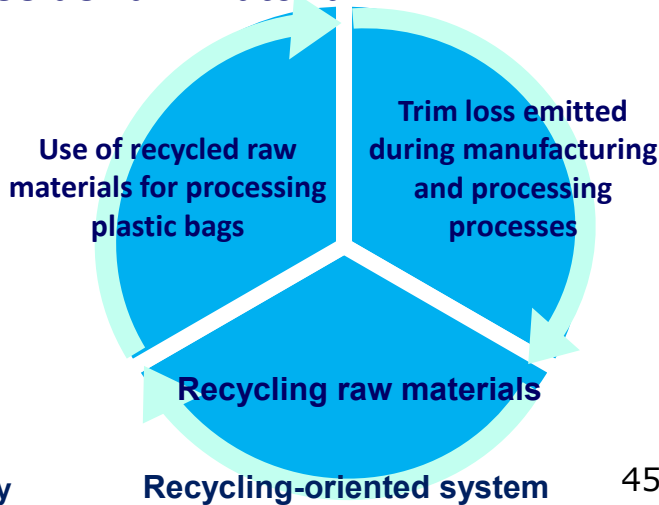 Trim loss emitted
during manufacturing
and processing
processes
Use of recycled raw
materials for processing
plastic bags
Recycling raw materials
Recycling-oriented system
45